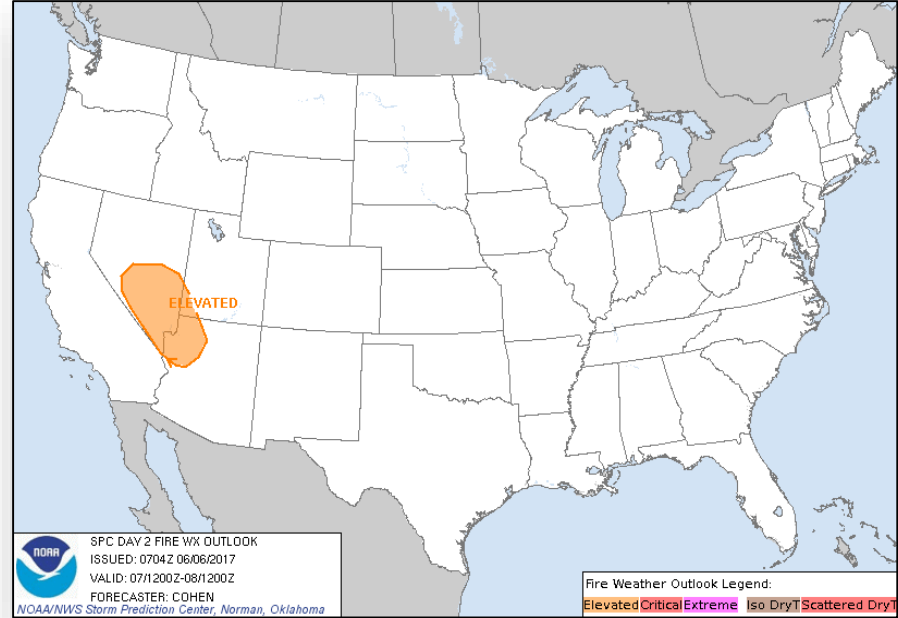 ELEVATED
NOAA
SPC DAY 2 FIRE WX OUTLOOK
ISSUED: 0704Z 06/06/2017
VALID: 07/1200Z-08/1200Z
FORECASTER: COHEN
NOAA/NWS Storm Prediction Center, Norman, Oklahoma
Fire Weather Outlook Legend:
Elevated Critical Extreme Iso DryT Scattered DryT